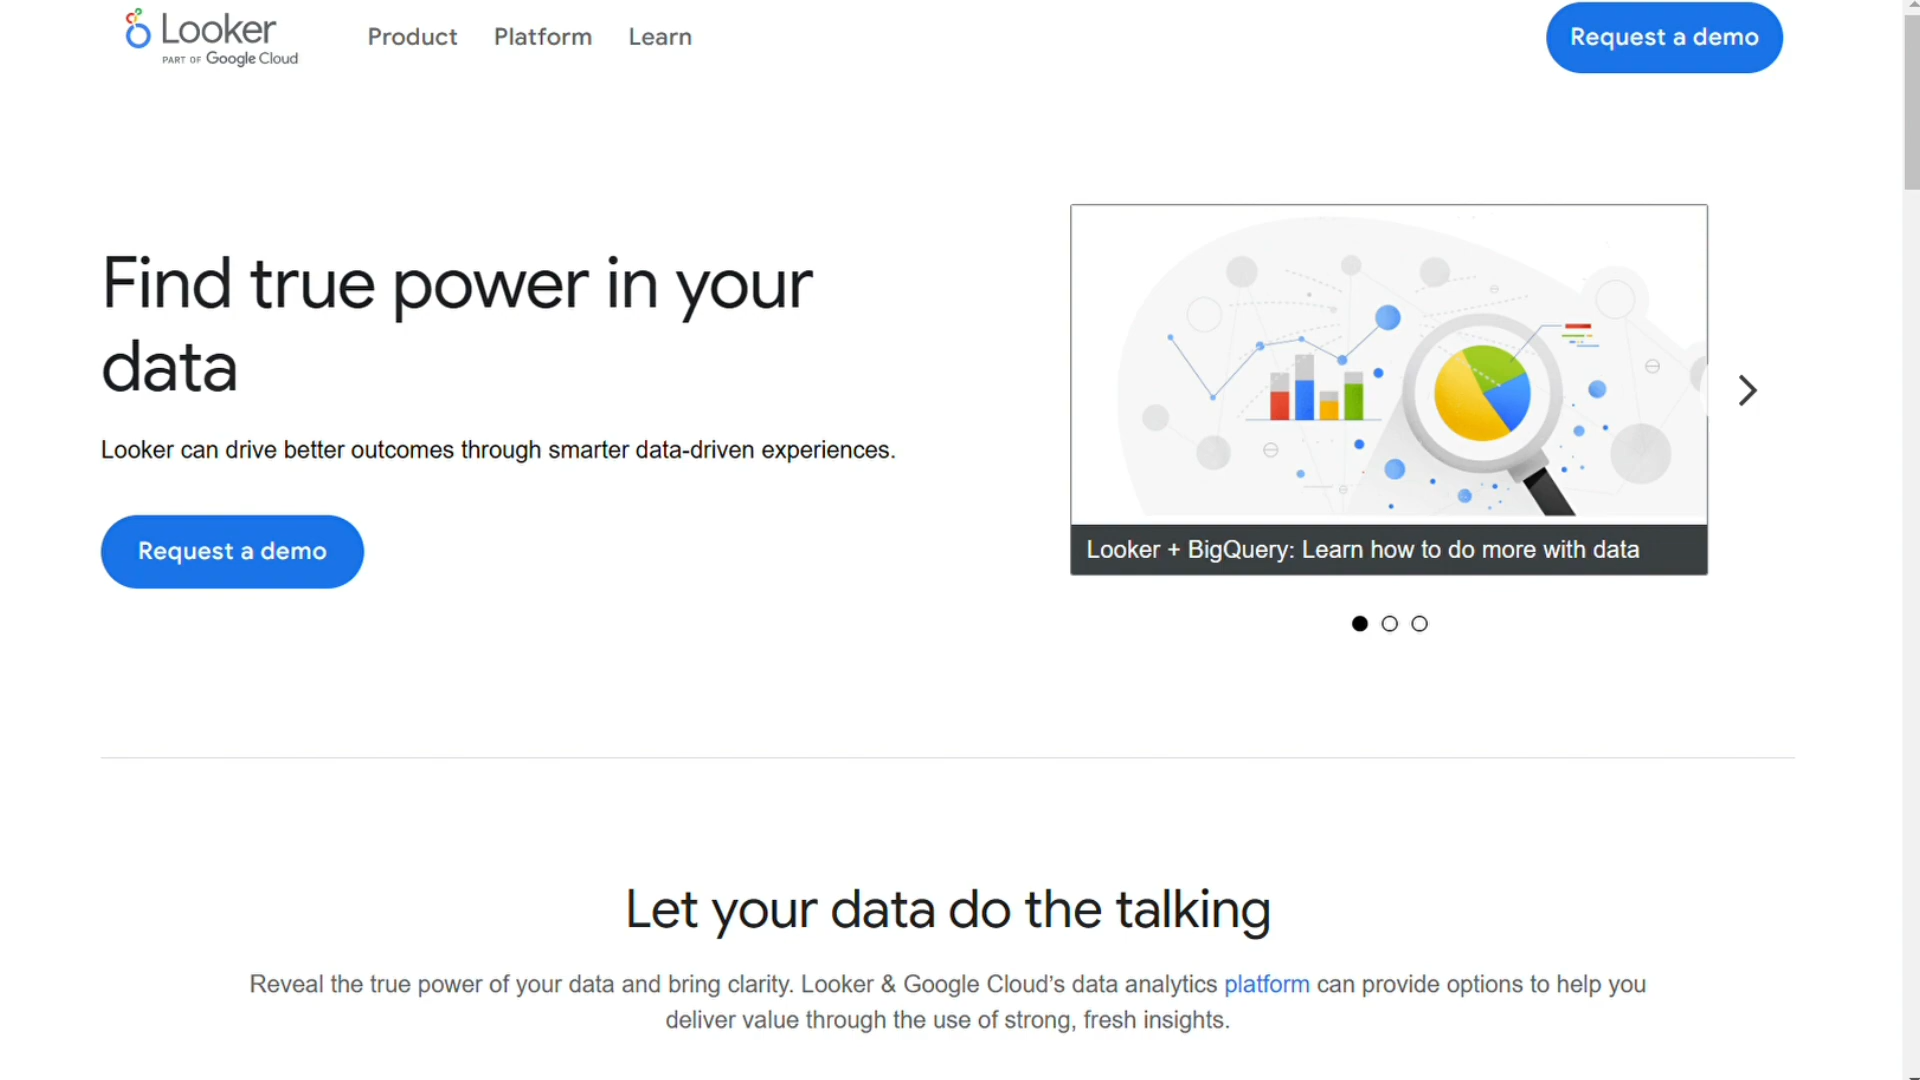 Looker
PART OF Google Cloud
Product
Platform
Learn
Request a demo
Find true power in your
data
Looker can drive better outcomes through smarter data-driven experiences.
Request a demo
Looker + BigQuery: Learn how to do more with data
Let your data do the talking
Reveal the true power of your data and bring clarity. Looker & Google Cloud’s data analytics platform can provide options to help you
deliver value through the use of strong, fresh insights.